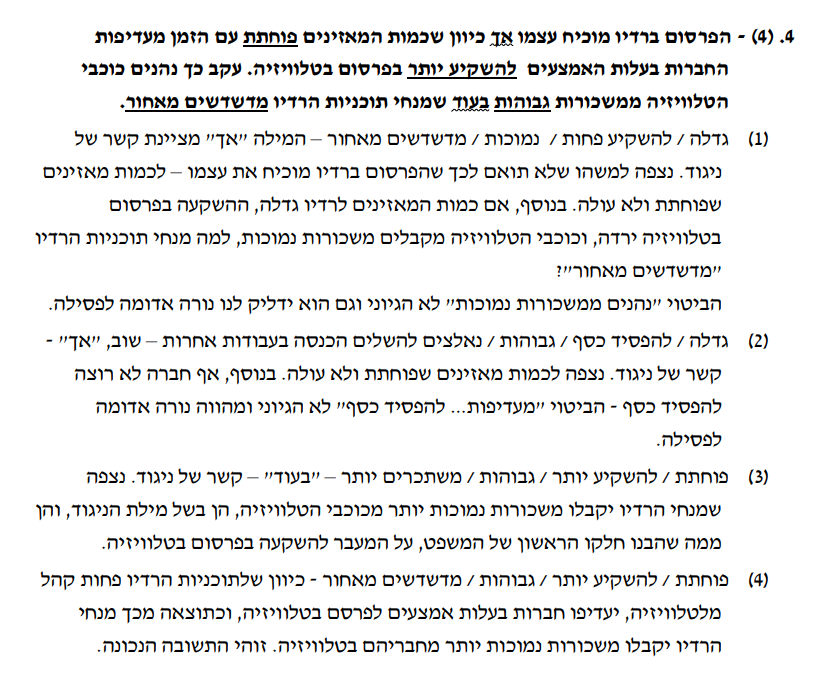 4. (4) - הפרסום ברדיו מוכיח עצמו אך כיוון שכמות המאזינים פוחתת עם הזמן מעדיפות
החברות בעלות האמצעים להשקיע יותר בפרסום בטלוויזיה. עקב כך נהנים כוכבי
הטלוויזיה ממשכורות גבוהות בעוד שמנחי תוכניות הרדיו מדשדשים מאחור.
(1) גדלה / להשקיע פחות / נמוכות / מדשדשים מאחור – המילה "אך" מציינת קשר של
ניגוד. נצפה למשהו שלא תואם לכך שהפרסום ברדיו מוכיח את עצמו – לכמות מאזינים
שפוחתת ולא עולה. בנוסף, אם כמות המאזינים לרדיו גדלה, ההשקעה בפרסום
בטלוויזיה ירדה, וכוכבי הטלוויזיה מקבלים משכורות נמוכות, למה מנחי תוכניות הרדיו
"מדשדשים מאחור"?
הביטוי "נהנים ממשכורות נמוכות" לא הגיוני וגם הוא ידליק לנו נורה אדומה לפסילה.
(2) גדלה / להפסיד כסף / גבוהות / נאלצים להשלים הכנסה בעבודות אחרות – שוב, "אך" -
קשר של ניגוד. נצפה לכמות מאזינים שפוחתת ולא עולה. בנוסף, אף חברה לא רוצה
להפסיד כסף - הביטוי "מעדיפות... להפסיד כסף" לא הגיוני ומהווה נורה אדומה
לפסילה.
(3) פוחתת / להשקיע יותר / גבוהות / משתכרים יותר – "בעוד" – קשר של ניגוד. נצפה
שמנחי הרדיו יקבלו משכורות נמוכות יותר מכוכבי הטלוויזיה, הן בשל מילת הניגוד, והן
ממה שהבנו חלקו הראשון של המשפט, על המעבר להשקעה בפרסום בטלוויזיה.
(4) פוחתת / להשקיע יותר / גבוהות / מדשדשים מאחור - כיוון שלתוכניות הרדיו פחות קהל
מלטלוויזיה, יעדיפו חברות בעלות אמצעים לפרסם בטלוויזיה, וכתוצאה מכך מנחי
הרדיו יקבלו משכורות נמוכות יותר מחבריהם בטלוויזיה. זוהי התשובה הנכונה.